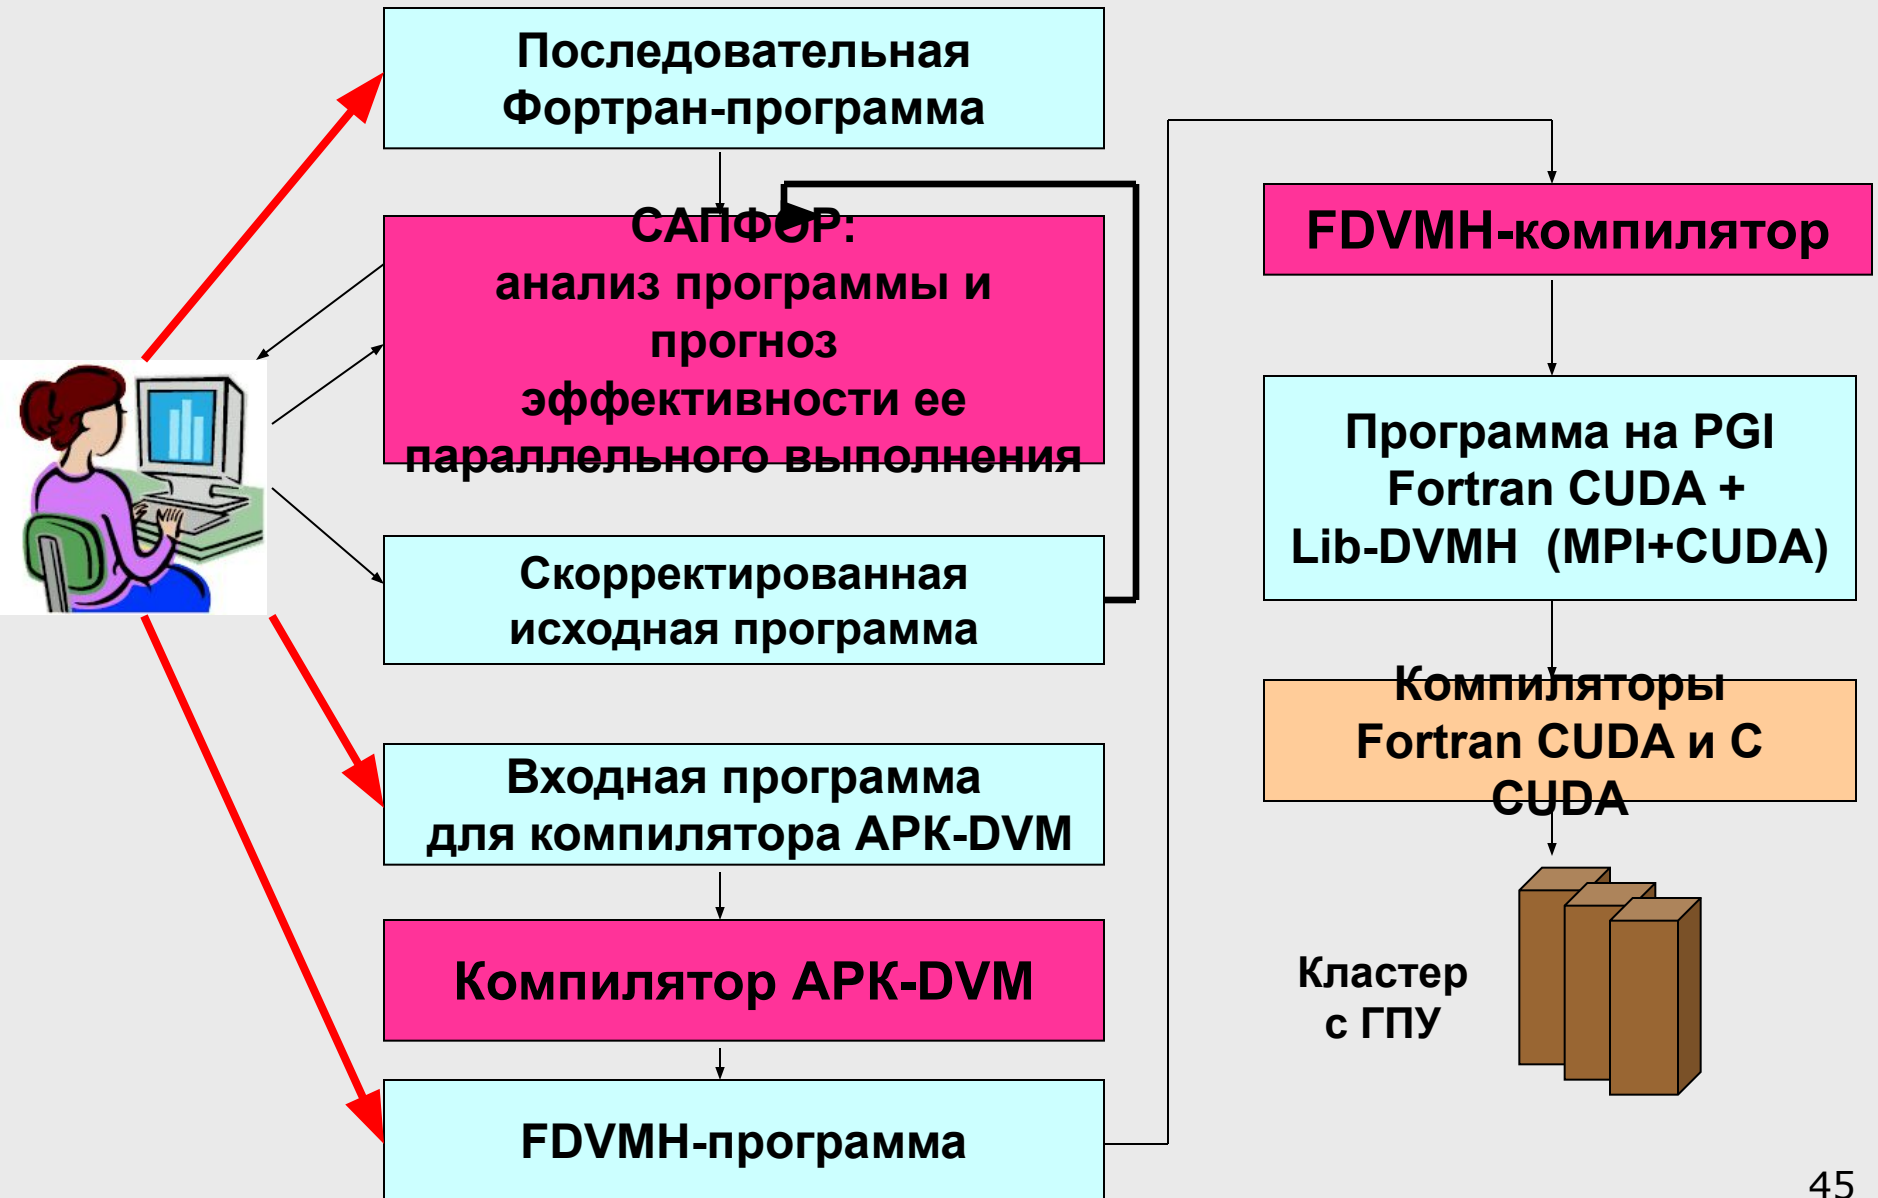 Последовательная
Фортран-программа
САПФОР:
анализ программы и
прогноз
эффективности ее
параллельного выполнения
Скорректированная
исходная программа
Входная программа
для компилятора АРК-DVM
Компилятор АРК-DVM
FDVMH-программа
FDVMH-компилятор
Программа на PGI
Fortran CUDA +
Lib-DVMH (MPI+CUDA)
Компиляторы
Fortran CUDA и C
CUDA
Кластер
с ГПУ
45